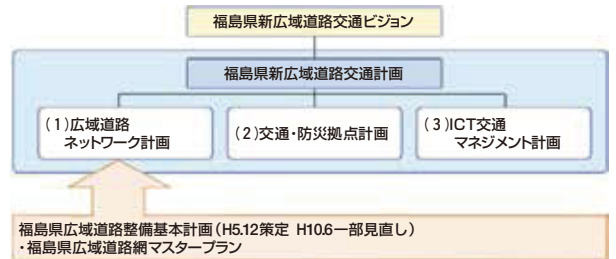 福島県新広域道路交通ビジョン
福島県新広域道路交通計画
（1）広域道路
ネットワーク計画
（2）交通・防災拠点計画
（3）ICT交通
マネジメント計画
福島県広域道路整備基本計画（H5.12策定 H10.6一部見直し）
・福島県広域道路網マスタープラン